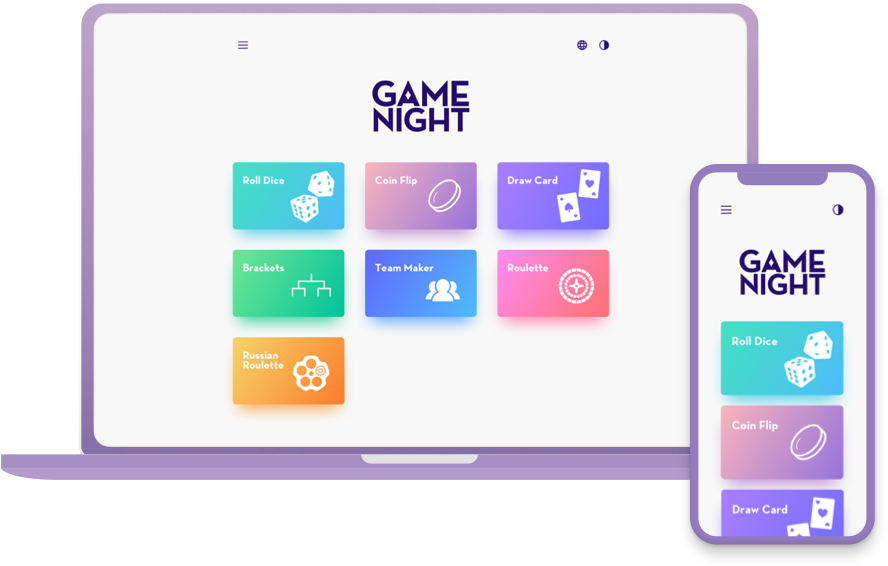 GAME
NIGHT
Roll Dice
Coin Flip
Draw Card
Brackets
Team Maker
Roulette
Russian
Roulette
GAME
NIGHT
Roll Dice
Coin Flip
Draw Card